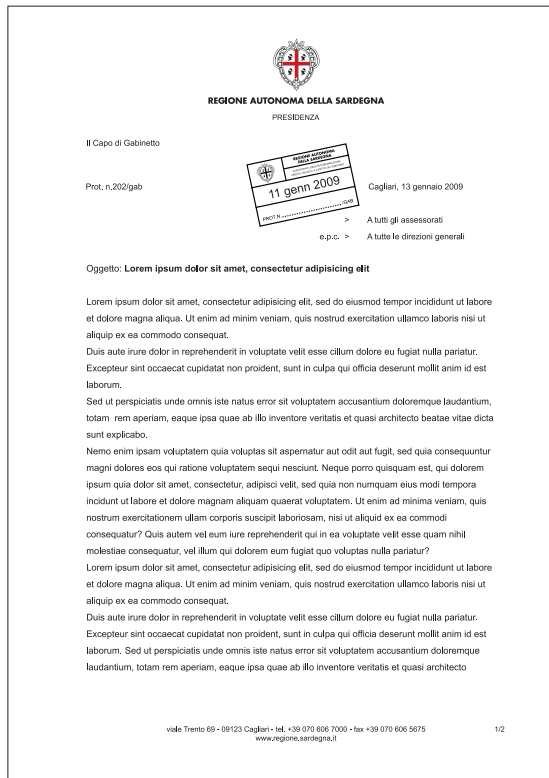 REGIONE AUTONOMA DELLA SARDEGNA
PRESIDENZA
Il Capo di Gabinetto
REGIONE AUTONOMA
DELLA SARDEGNA
11 genn 2009
PROT N. ..................../GAB
Prot. n.202/gab
Cagliari, 13 gennaio 2009
> A tutti gli assessorati
e.p.c. > A tutte le direzioni generali
Oggetto: Lorem ipsum dolor sit amet, consectetur adipisicing elit
Lorem ipsum dolor sit amet, consectetur adipisicing elit, sed do eiusmod tempor incididunt ut labore
et dolore magna aliqua. Ut enim ad minim veniam, quis nostrud exercitation ullamco laboris nisi ut
aliquip ex ea commodo consequat.
Duis aute irure dolor in reprehenderit in voluptate velit esse cillum dolore eu fugiat nulla pariatur.
Excepteur sint occaecat cupidatat non proident, sunt in culpa qui officia deserunt mollit anim id est
laborum.
Sed ut perspiciatis unde omnis iste natus error sit voluptatem accusantium doloremque laudantium,
totam rem aperiam, eaque ipsa quae ab illo inventore veritatis et quasi architecto beatae vitae dicta
sunt explicabo.
Nemo enim ipsam voluptatem quia voluptas sit aspernatur aut odit aut fugit, sed quia consequuntur
magni dolores eos qui ratione voluptatem sequi nesciunt. Neque porro quisquam est, qui dolorem
ipsum quia dolor sit amet, consectetur, adipisci velit, sed quia non numquam eius modi tempora
incidunt ut labore et dolore magnam aliquam quaerat voluptatem. Ut enim ad minima veniam, quis
nostrum exercitationem ullam corporis suscipit laboriosam, nisi ut aliquid ex ea commodi
consequatur? Quis autem vel eum iure reprehenderit qui in ea voluptate velit esse quam nihil
molestiae consequatur, vel illum qui dolorem eum fugiat quo voluptas nulla pariatur?
Lorem ipsum dolor sit amet, consectetur adipisicing elit, sed do eiusmod tempor incididunt ut labore
et dolore magna aliqua. Ut enim ad minim veniam, quis nostrud exercitation ullamco laboris nisi ut
aliquip ex ea commodo consequat.
Duis aute irure dolor in reprehenderit in voluptate velit esse cillum dolore eu fugiat nulla pariatur.
Excepteur sint occaecat cupidatat non proident, sunt in culpa qui officia deserunt mollit anim id est
laborum. Sed ut perspiciatis unde omnis iste natus error sit voluptatem accusantium doloremque
laudantium, totam rem aperiam, eaque ipsa quae ab illo inventore veritatis et quasi architecto
viale Trento 69 - 09123 Cagliari - tel. +39 070 606 7000 - fax +39 070 606 5675
www.regione.sardegna.it
1/2